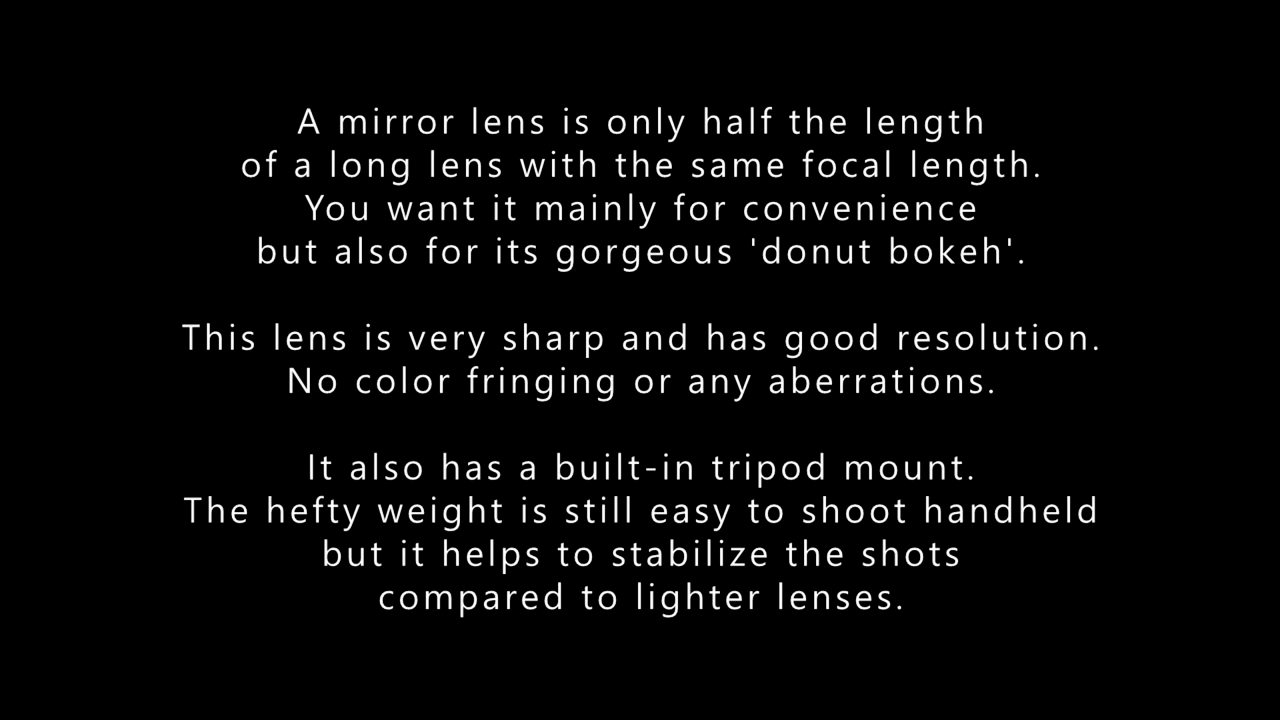 A mirror lens is only half the length
of a long lens with the same focal length.
You want it mainly for convenience
but also for its gorgeous 'donut bokeh'.
This lens is very sharp and has good resolution.
No color fringing or any aberrations.
It also has a built-in tripod mount.
The hefty weight is still easy to shoot handheld
but it helps to stabilize the shots
compared to lighter lenses.